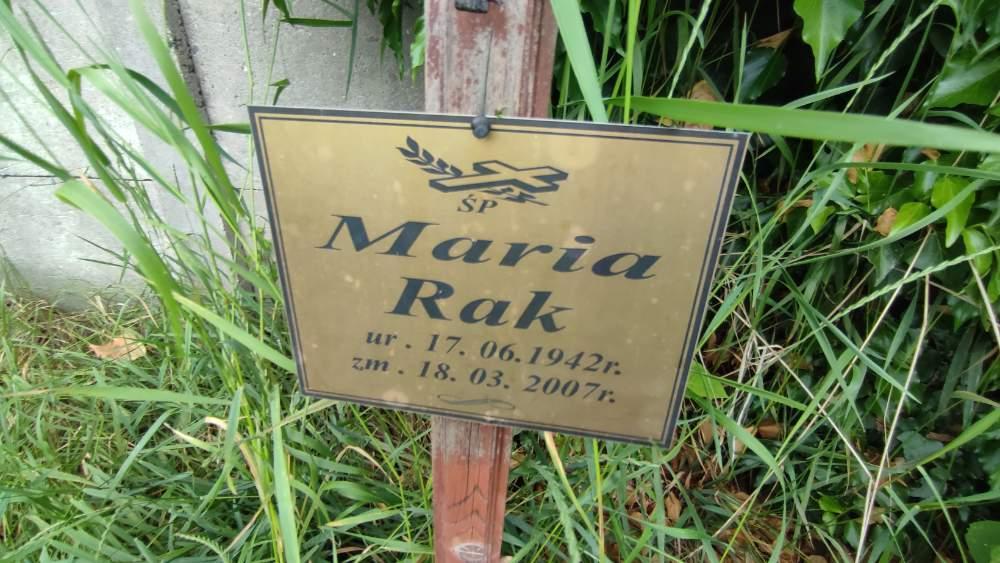 ŚP
Maria
Rak
ur . 17. 06.1942r.
zm . 18. 03. 2007r.